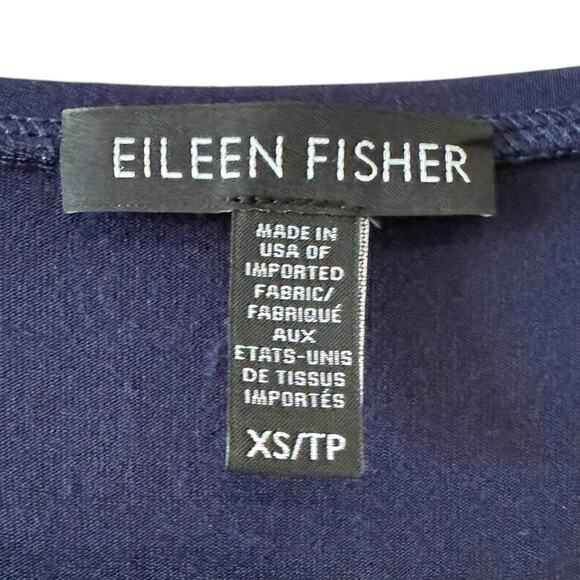 EILEEN FISHER
MADE IN
USA OF
IMPORTED
FABRIC/
FABRIQUÉ
AUX
ETATS-UNIS
DE TISSUS
IMPORTÉS
XS/TP